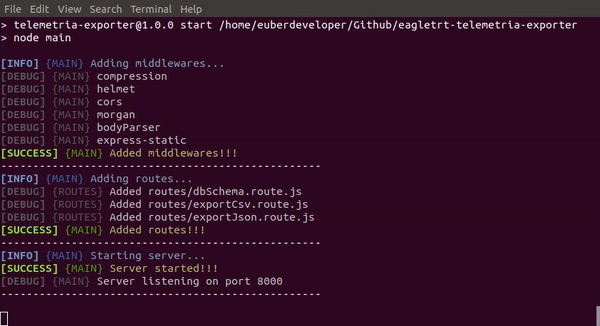 File Edit View Search Terminal Help
> telemetria-exporter@1.0.0 start /home/euberdeveloper/Github/eagletrt-telemetria-exporter
> node main
[INFO] {MAIN} Adding middlewares...
[DEBUG] {MAIN} compression
[DEBUG] {MAIN} helmet
[DEBUG] {MAIN} cors
[DEBUG] {MAIN} morgan
[DEBUG] {MAIN} bodyParser
[DEBUG] {MAIN} express-static
[SUCCESS] {MAIN} Added middlewares!!!
--------------------------------------------------
[INFO] {MAIN} Adding routes...
[DEBUG] {ROUTES} Added routes/dbSchema.route.js
[DEBUG] {ROUTES} Added routes/exportCsv.route.js
[DEBUG] {ROUTES} Added routes/exportJson.route.js
[SUCCESS] {MAIN} Added routes!!!
--------------------------------------------------
[INFO] {MAIN} Starting server...
[SUCCESS] {MAIN} Server started!!!
[DEBUG] {MAIN} Server listening on port 8000
--------------------------------------------------